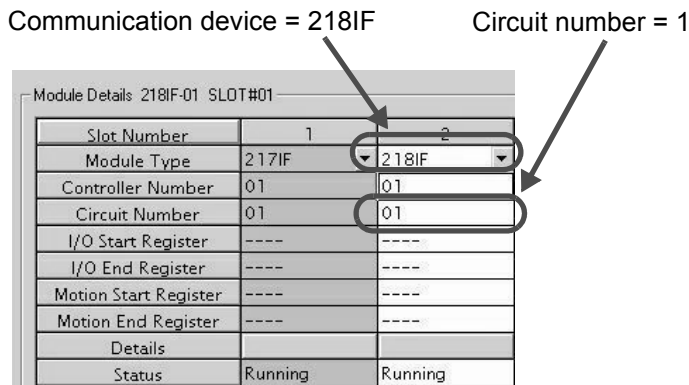 Communication device = 218IF Circuit number = 1
Module Details 218IF-01 SLOT#01
Slot Number 1 2
Module Type 217IF 218IF
Controller Number 01 01
Circuit Number 01 01
I/O Start Register ---- ----
I/O End Register ---- ----
Motion Start Register ---- ----
Motion End Register ---- ----
Details
Status Running Running